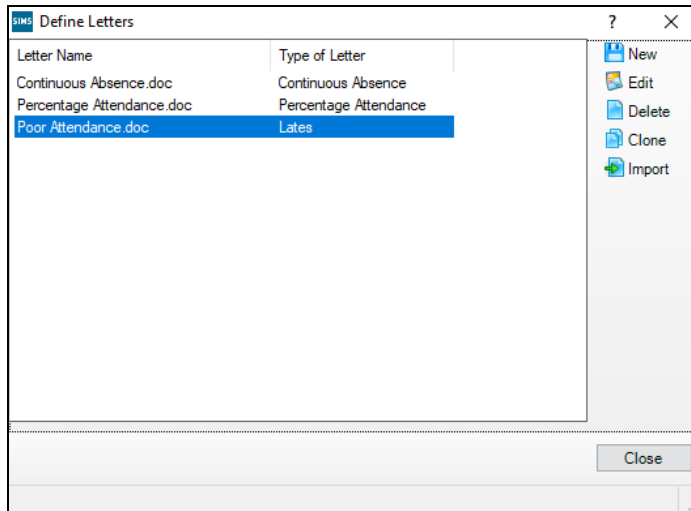 SIMS Define Letters ? X
Letter Name Type of Letter
Continuous Absence.doc Continuous Absence
Percentage Attendance.doc Percentage Attendance
Poor Attendance.doc Lates
New
Edit
Delete
Clone
Import
Close